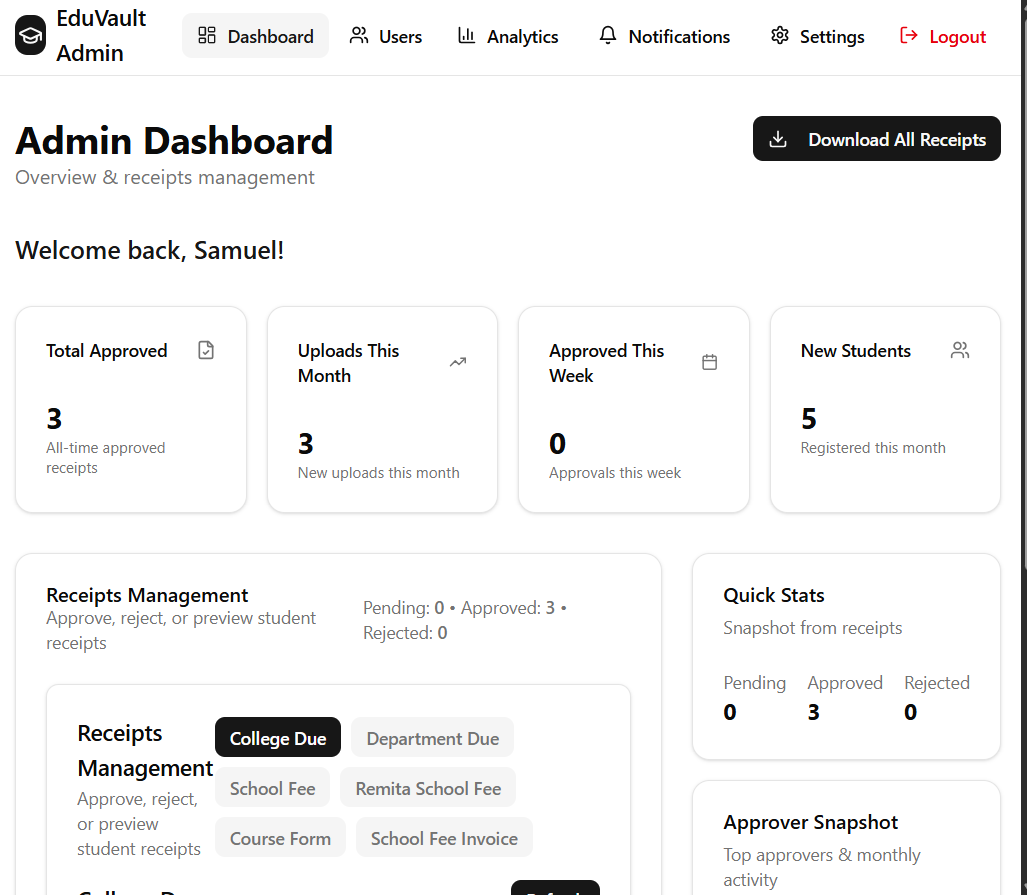 EduVault
Admin
Dashboard
Users
Analytics
Notifications
Settings
Logout
Admin Dashboard
Overview & receipts management
Download All Receipts
Welcome back, Samuel!
Total Approved
3
All-time approved
receipts
Uploads This
Month
3
New uploads this month
Approved This
Week
0
Approvals this week
New Students
5
Registered this month
Receipts Management
Approve, reject, or preview student
receipts
Pending: 0 • Approved: 3 •
Rejected: 0
Receipts
Management
Approve, reject,
or preview
student receipts
College Due
Department Due
School Fee
Remita School Fee
Course Form
School Fee Invoice
Quick Stats
Snapshot from receipts
Pending
0
Approved
3
Rejected
0
Approver Snapshot
Top approvers & monthly
activity